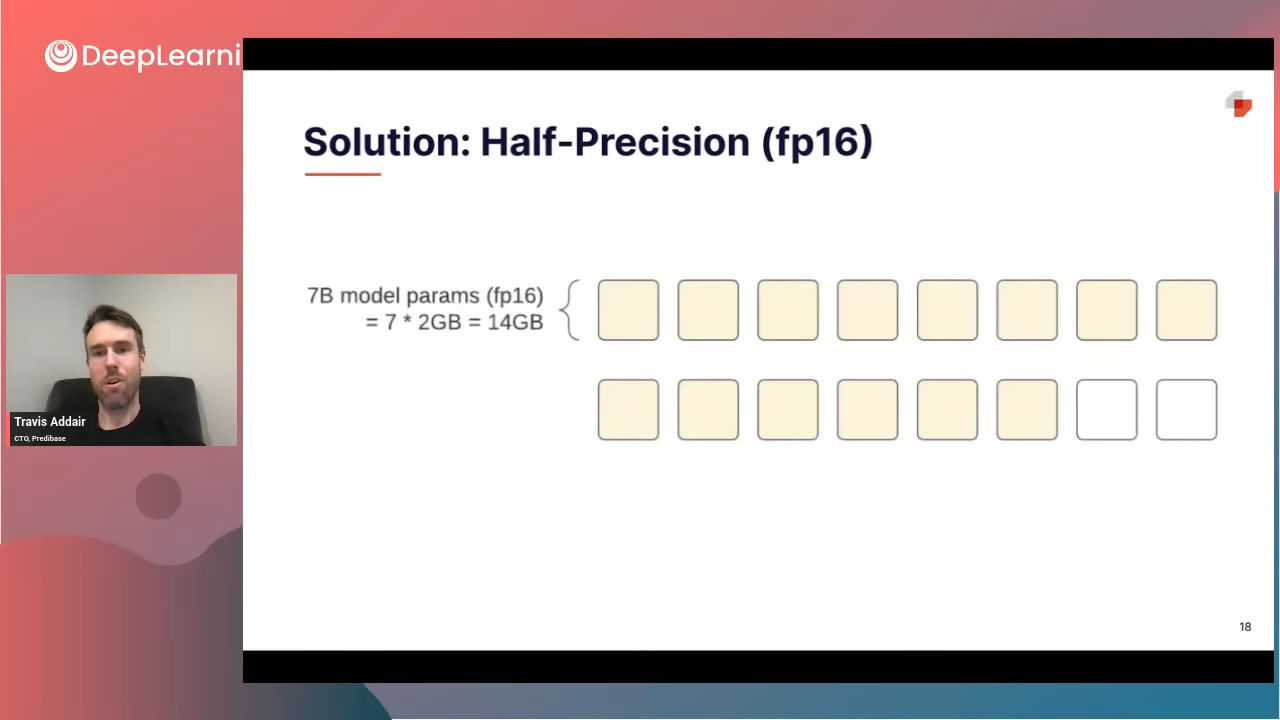 DeepLearni
Solution: Half-Precision (fp16)
7B model params (fp16)
= 7 * 2GB = 14GB
Travis Addair
CTO, Predibase
18